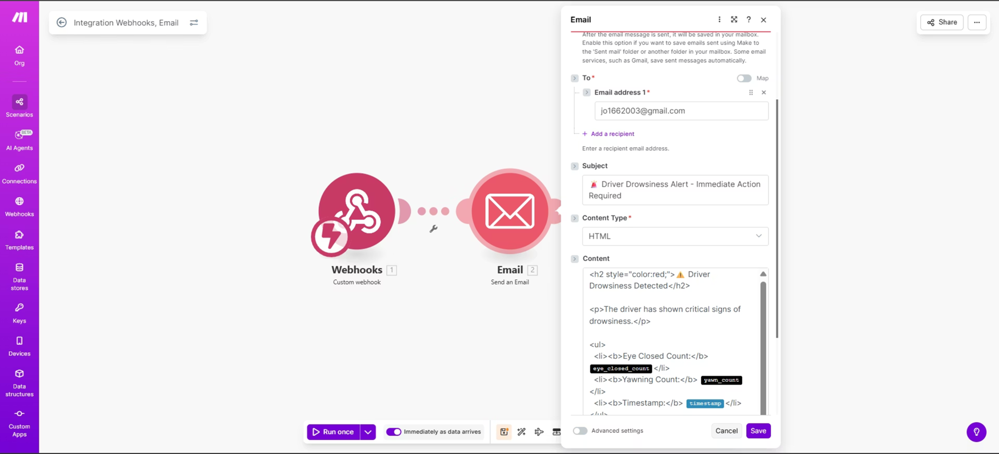 Integration Webhooks, Email
Org
Scenarios
BETA
AI Agents
Connections
Webhooks
Templates
Data
stores
Keys
Devices
Data
structures
Custom
Apps
Webhooks 1
Custom webhook
Email 2
Send an Email
Run once
Immediately as data arrives
Email
?
After the email message is sent, it will be saved in your mailbox.
Enable this option if you want to save emails sent using Make to
the 'Sent mail' folder or another folder in your mailbox. Some email
services, such as Gmail, save sent messages automatically.
To*
Map
Email address 1*
jo1662003@gmail.com
+ Add a recipient
Enter a recipient email address.
Subject
🚨 Driver Drowsiness Alert - Immediate Action
Required
Content Type*
HTML
Content
<h2 style="color:red;">⚠️ Driver
Drowsiness Detected</h2>
<p>The driver has shown critical signs of
drowsiness.</p>
<ul>
<li><b>Eye Closed Count:</b>
eye_closed_count </li>
<li><b>Yawning Count:</b> yawn_count
</li>
<li><b>Timestamp:</b> timestamp </li>
</ul>
Advanced settings
Cancel
Save
Share